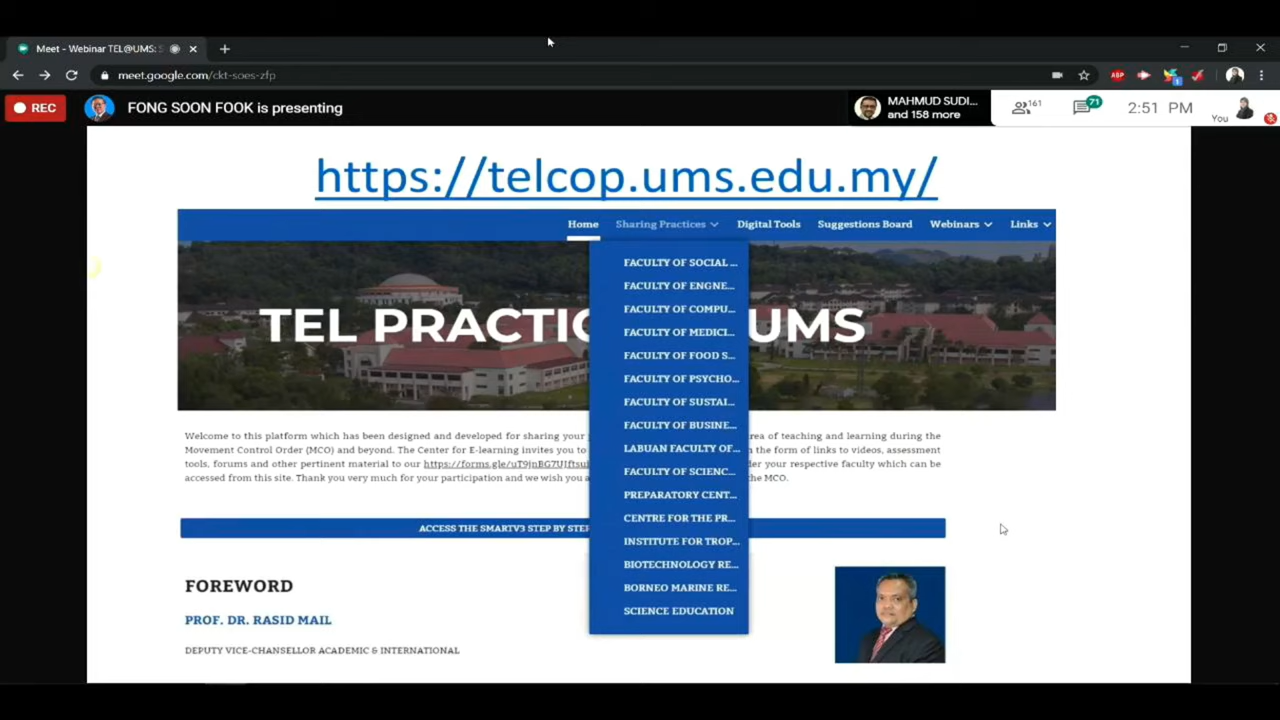 Meet - Webinar TEL@UMS: S
meet.google.com/ckt-soes-zfp
ABP
1
REC
FONG SOON FOOK is presenting
MAHMUD SUDI...
and 158 more
161
71
2:51 PM
You
https://telcop.ums.edu.my/
Home
Sharing Practices
Digital Tools
Suggestions Board
Webinars
Links
TEL PRACTIC UMS
FACULTY OF SOCIAL ...
FACULTY OF ENGNE...
FACULTY OF COMPU...
FACULTY OF MEDICI...
FACULTY OF FOOD S...
FACULTY OF PSYCHO...
FACULTY OF SUSTAI...
FACULTY OF BUSINE...
LABUAN FACULTY OF...
FACULTY OF SCIENC...
PREPARATORY CENT...
CENTRE FOR THE PR...
INSTITUTE FOR TROP...
BIOTECHNOLOGY RE...
BORNEO MARINE RE...
SCIENCE EDUCATION
Welcome to this platform which has been designed and developed for sharing your rea of teaching and learning during the
Movement Control Order (MCO) and beyond. The Center for E-learning invites you to the form of links to videos, assessment
tools, forums and other pertinent material to our der your respective faculty which can be
accessed from this site. Thank you very much for your participation and we wish you a the MCO.
ACCESS THE SMARTV3 STEP BY STEP
FOREWORD
PROF. DR. RASID MAIL
DEPUTY VICE-CHANSELLOR ACADEMIC & INTERNATIONAL